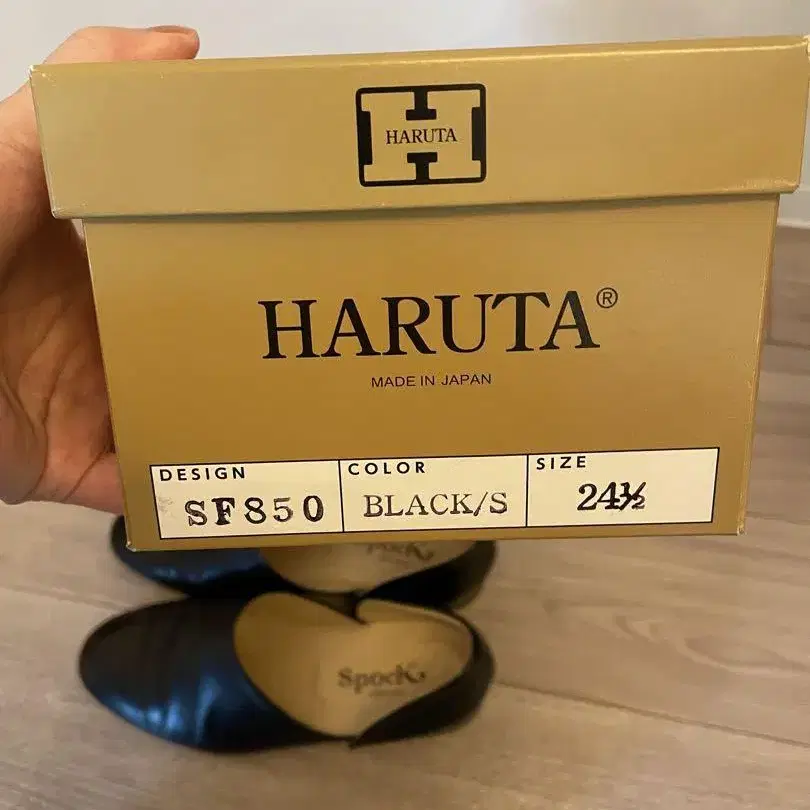 HARUTA
HARUTA®
MADE IN JAPAN
DESIGN COLOR SIZE
SF850 BLACK/S 24½